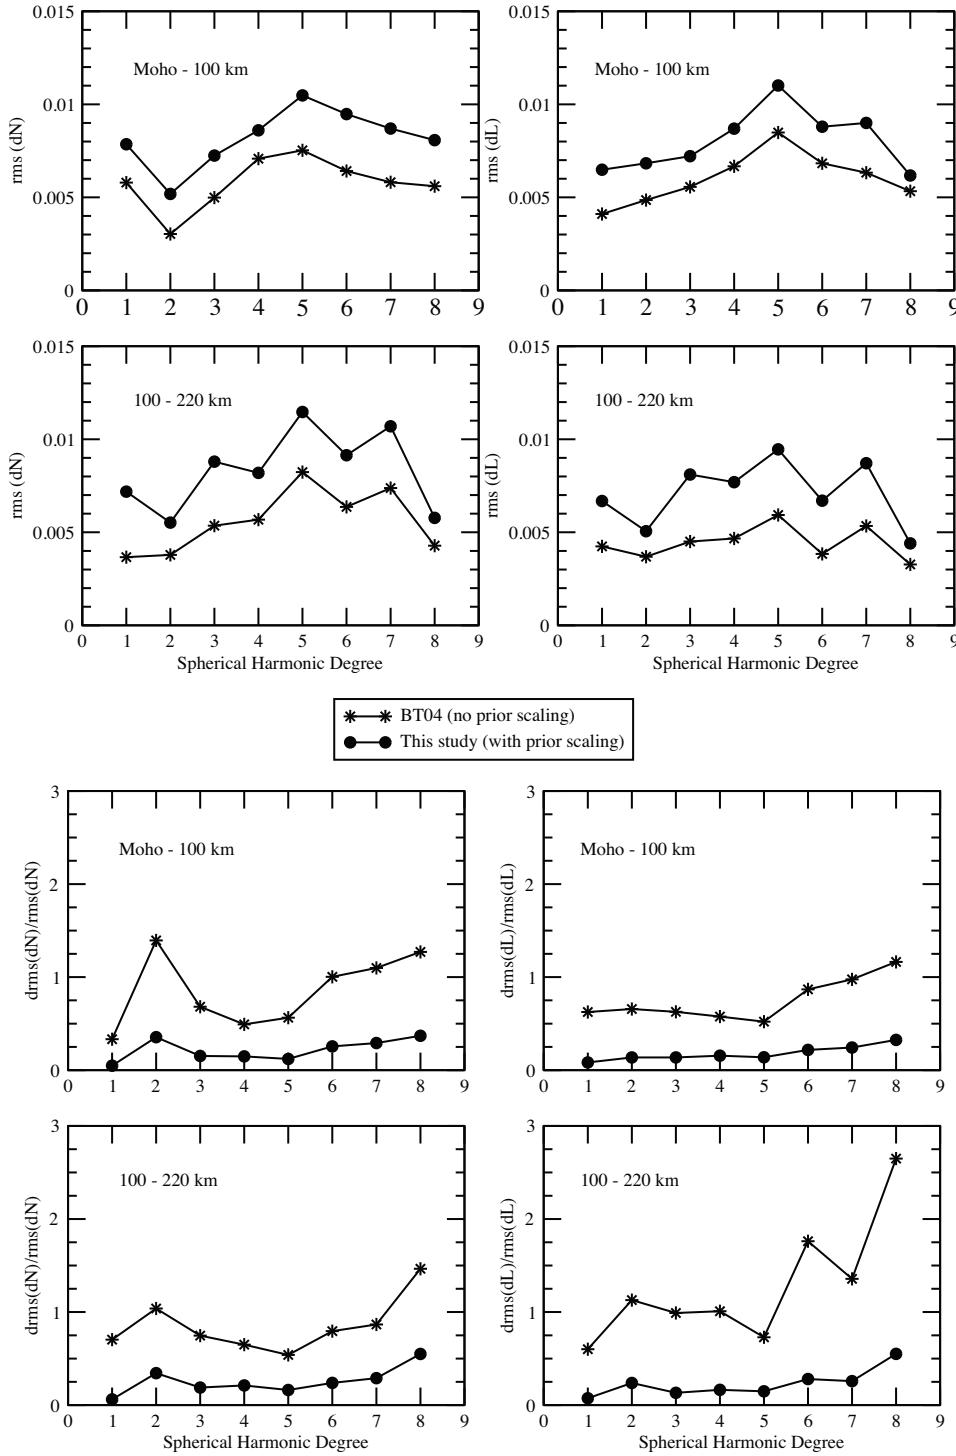 0.015
0.01
0.005
0
rms (dN)
Moho - 100 km
0 1 2 3 4 5 6 7 8 9
0.015
0.01
0.005
0
rms (dL)
Moho - 100 km
0 1 2 3 4 5 6 7 8 9
0.015
0.01
0.005
0
rms (dN)
100 - 220 km
0 1 2 3 4 5 6 7 8 9
Spherical Harmonic Degree
0.015
0.01
0.005
0
rms (dL)
100 - 220 km
0 1 2 3 4 5 6 7 8 9
Spherical Harmonic Degree
BT04 (no prior scaling)
This study (with prior scaling)
3
2
1
0
drms(dN)/rms(dN)
Moho - 100 km
0 1 2 3 4 5 6 7 8 9
3
2
1
0
drms(dL)/rms(dL)
Moho - 100 km
0 1 2 3 4 5 6 7 8 9
3
2
1
0
drms(dN)/rms(dN)
100 - 220 km
0 1 2 3 4 5 6 7 8 9
Spherical Harmonic Degree
3
2
1
0
drms(dL)/rms(dL)
100 - 220 km
0 1 2 3 4 5 6 7 8 9
Spherical Harmonic Degree